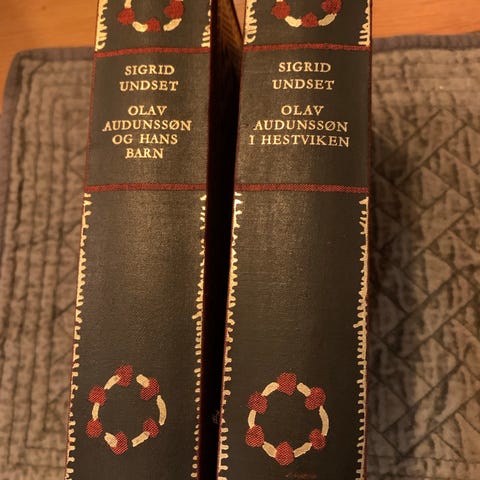 SIGRID
UNDSET
OLAV
AUDUNSSØN
OG HANS
BARN
SIGRID
UNDSET
OLAV
AUDUNSSØN
I HESTVIKEN